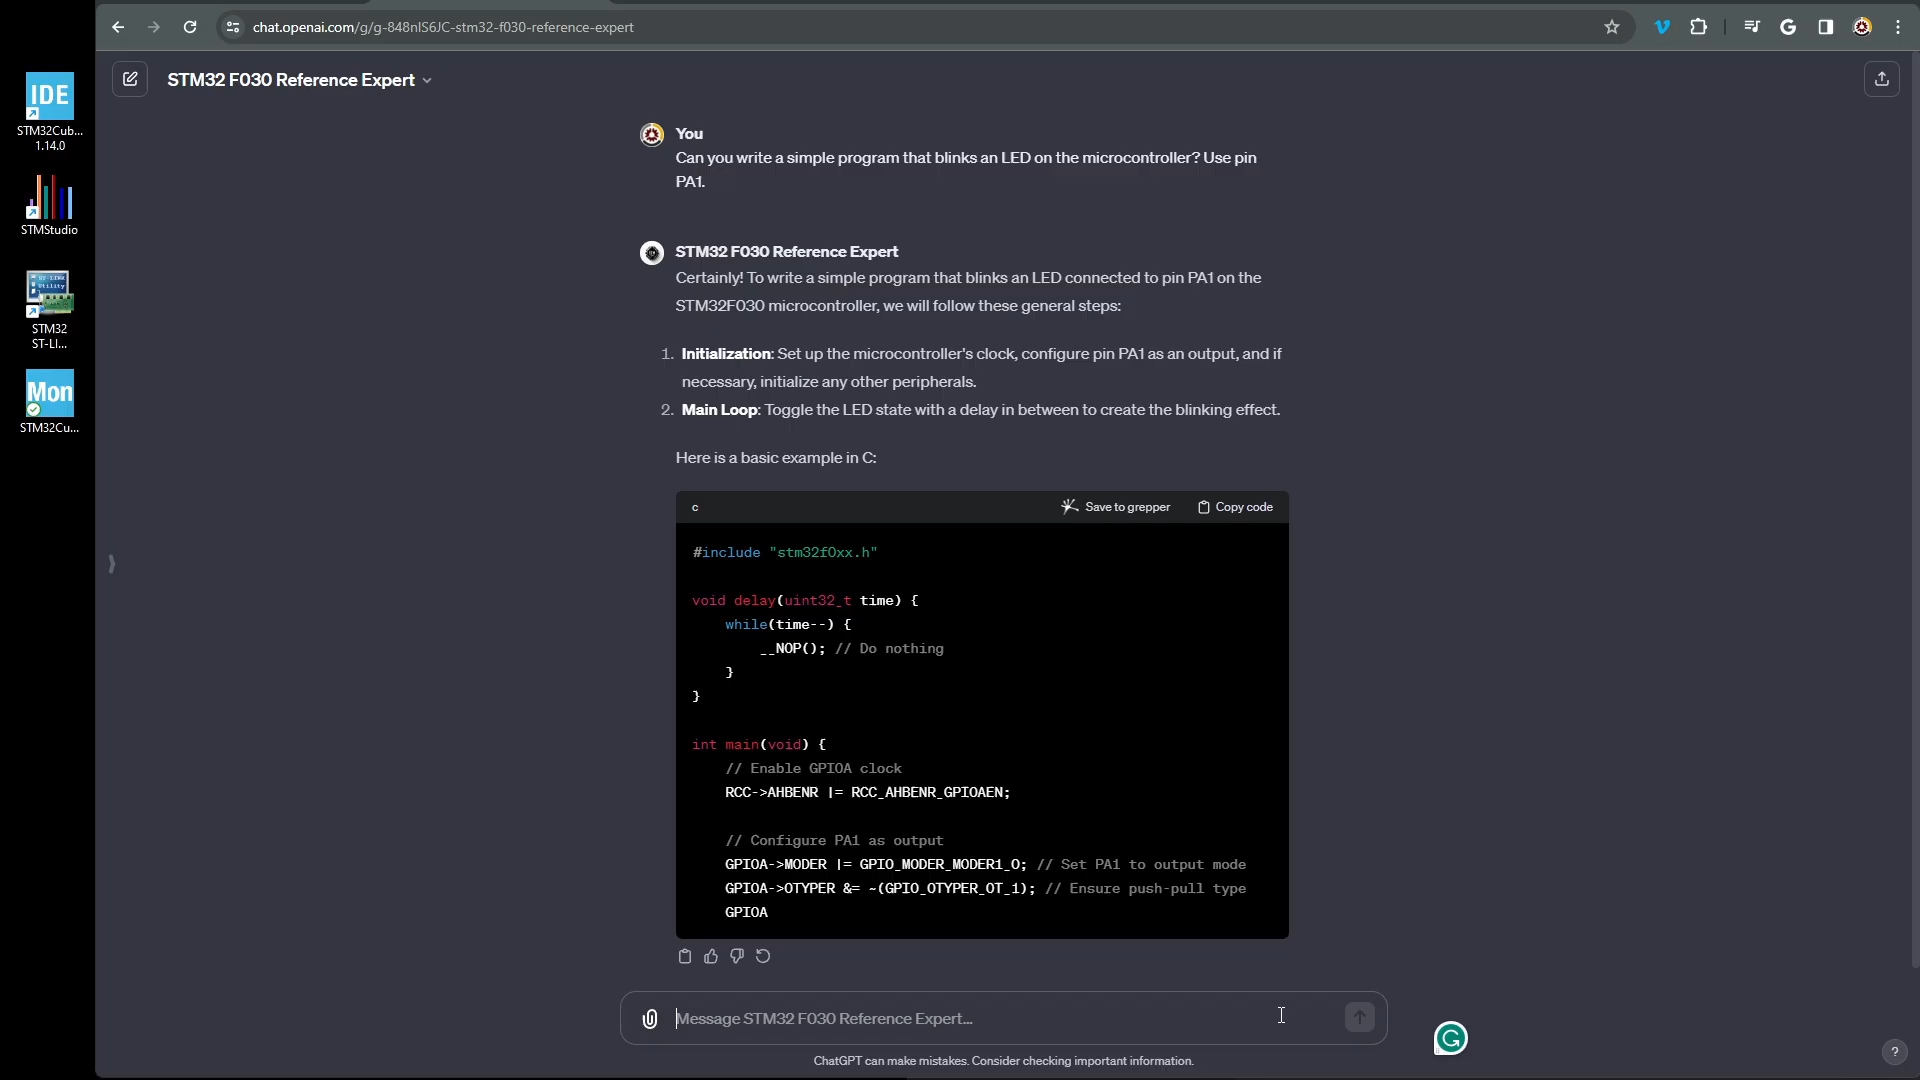 chat.openai.com/g/g-848nlS6JC-stm32-f030-reference-expert
STM32 F030 Reference Expert
IDE
STM32Cub...
1.14.0
STMStudio
ST-LINK
Utility
STM32
ST-LI...
Mon
STM32Cu...
You
Can you write a simple program that blinks an LED on the microcontroller? Use pin
PA1.
STM32 F030 Reference Expert
Certainly! To write a simple program that blinks an LED connected to pin PA1 on the
STM32F030 microcontroller, we will follow these general steps:
1. Initialization: Set up the microcontroller's clock, configure pin PA1 as an output, and if
necessary, initialize any other peripherals.
2. Main Loop: Toggle the LED state with a delay in between to create the blinking effect.
Here is a basic example in C:
c
Save to grepper
Copy code
#include "stm32f0xx.h"
void delay(uint32_t time) {
while(time--) {
__NOP(); // Do nothing
}
}
int main(void) {
// Enable GPIOA clock
RCC->AHBENR |= RCC_AHBENR_GPIOAEN;
// Configure PA1 as output
GPIOA->MODER |= GPIO_MODER_MODER1_0; // Set PA1 to output mode
GPIOA->OTYPER &= ~(GPIO_OTYPER_OT_1); // Ensure push-pull type
GPIOA
Message STM32 F030 Reference Expert...
ChatGPT can make mistakes. Consider checking important information.
?